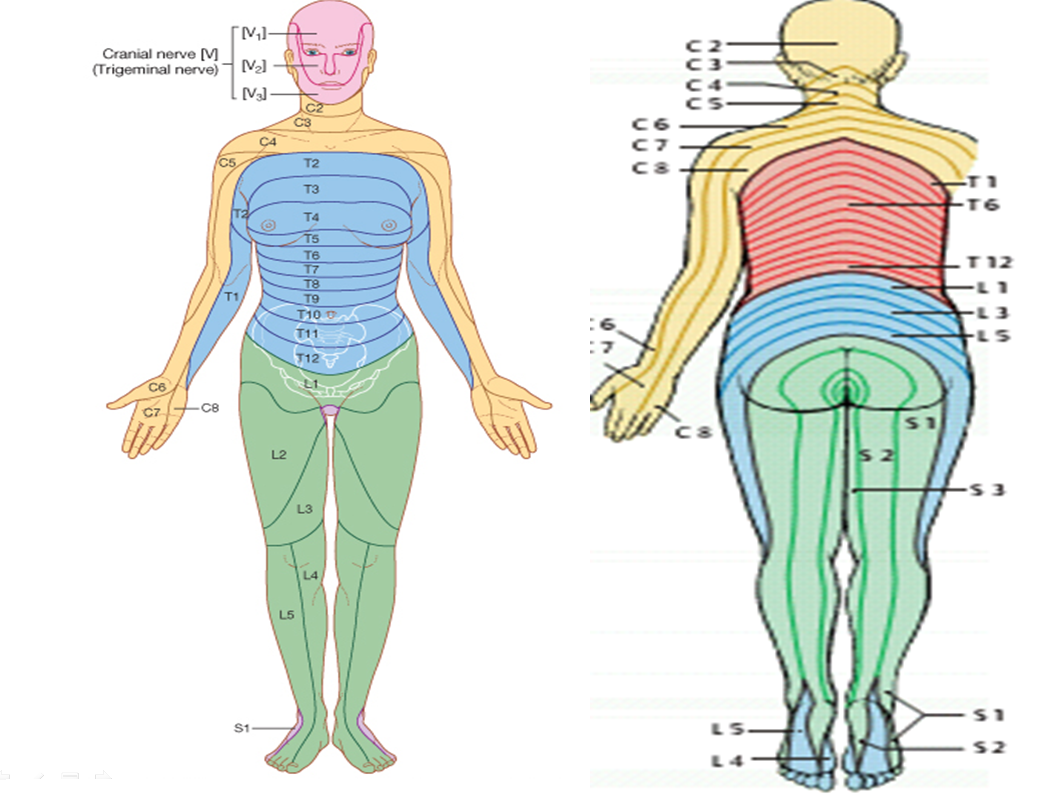 [V1]
Cranial nerve [V]
(Trigeminal nerve)
[V2]
[V3]
C2
C3
C4
C5
T2
T3
T2
T4
T5
T6
T7
T8
T9
T1
T10
T11
T12
L1
C6
C7
C8
L2
L3
L4
L5
S1
C2
C3
C4
C5
C6
C7
C8
T1
T6
T12
L1
L3
L5
6
7
C8
S1
S2
S3
L5
L4
S1
S2